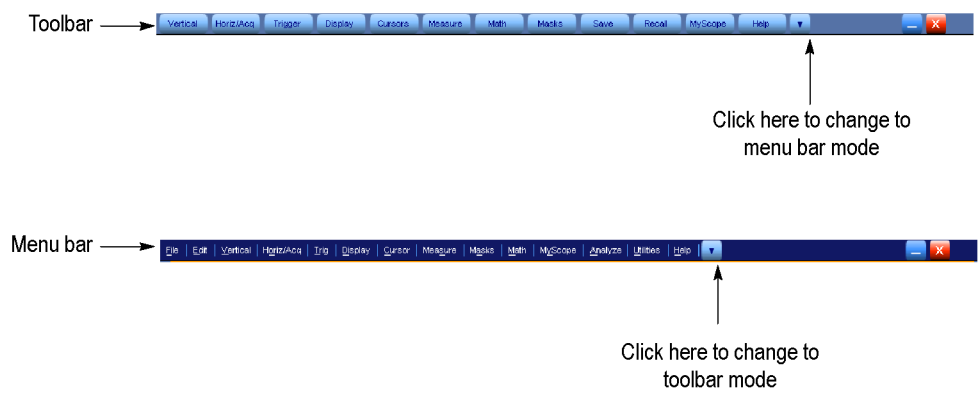 Toolbar
Vertical Horiz/Acq Trigger Display Cursors Measure Math Masks Save Recall MyScope Help ▼ X
Click here to change to
menu bar mode
Menu bar
File Edit Vertical Horiz/Acq Trig Display Cursor Measure Masks Math MyScope Analyze Utilities Help ▼ X
Click here to change to
toolbar mode